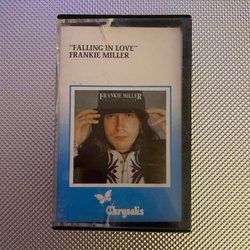 "FALLING IN LOVE"
FRANKIE MILLER
FRANKIE MILLER
Chrysalis